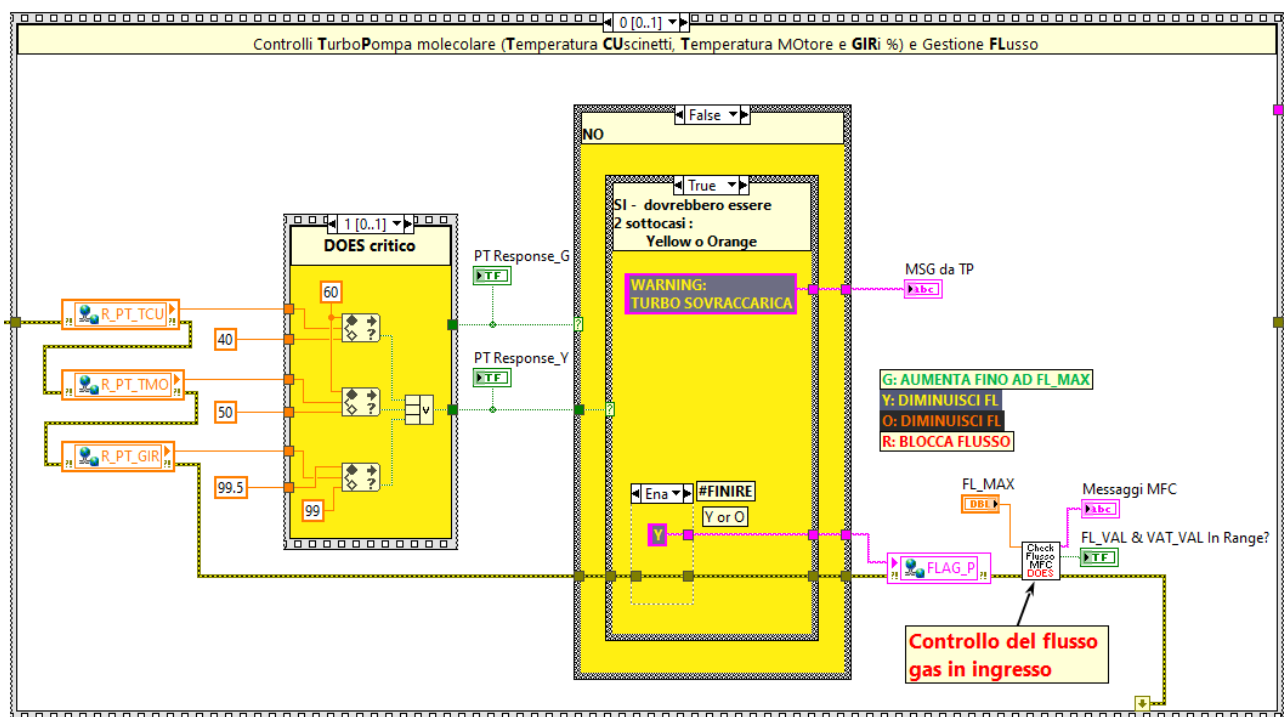 0 [0..1]
Controlli TurboPompa molecolare (Temperatura CUscinetti, Temperatura MOtore e GIRi %) e Gestione FLusso
False
NO
True
SI - dovrebbero essere
2 sottocasi :
Yellow o Orange
1 [0..1]
DOES critico
PT Response_G
TF
WARNING:
TURBO SOVRACCARICA
MSG da TP
abc
60
R_PT_TCU
40
PT Response_Y
TF
R_PT_TMO
50
G: AUMENTA FINO AD FL_MAX
Y: DIMINUISCI FL
O: DIMINUISCI FL
R: BLOCCA FLUSSO
R_PT_GIR
99.5
99
V
Ena
#FINIRE
Y or O
Y
FL_MAX
DBL
Messaggi MFC
abc
FL_VAL & VAT_VAL In Range?
TF
FLAG_P
Check
Flusso
MFC
DOES
Controllo del flusso
gas in ingresso